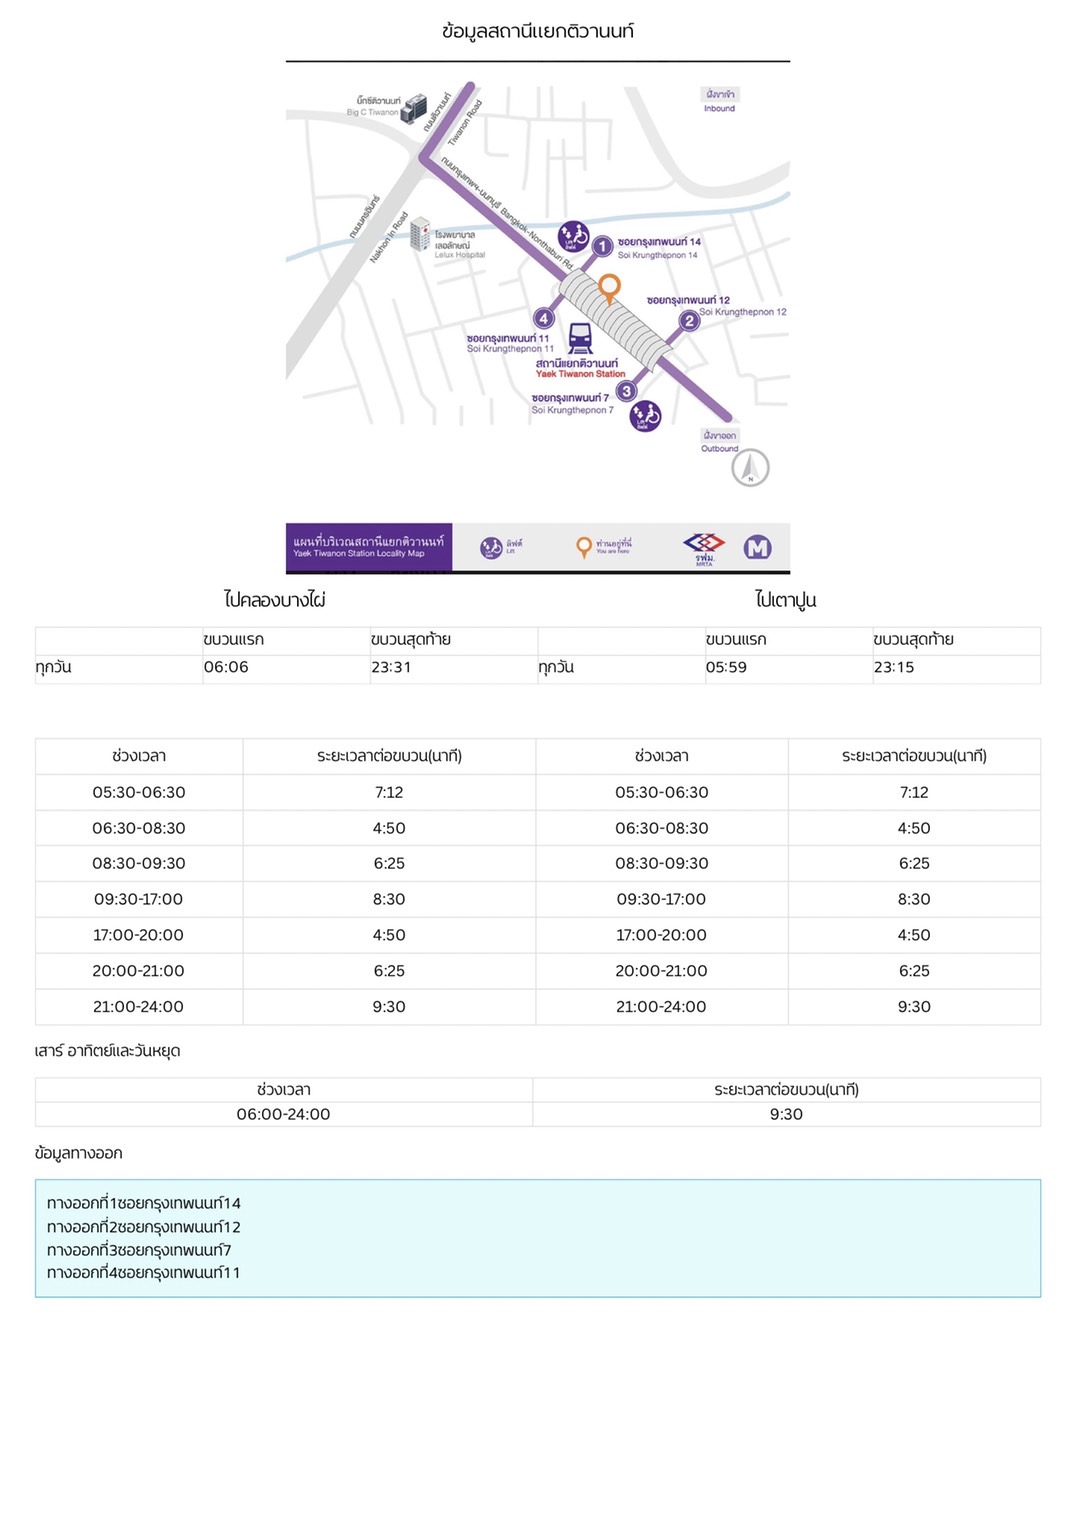 ข้อมูลสถานีแยกติวานนท์
บิ๊กซีติวานนท์
Big C Tiwanon
ถนนติวานนท์
Tiwanon Road
ฝั่งขาเข้า
Inbound
ถนนกรุงเทพฯ-นนทบุรี Bangkok-Nonthaburi Rd.
ถนนนครอินทร์
Nakhon In Road
โรงพยาบาล
เลอลักษณ์
Lelux Hospital
Lift
ลิฟต์
1
ซอยกรุงเทพนนท์ 14
Soi Krungthepnon 14
ซอยกรุงเทพนนท์ 12
Soi Krungthepnon 12
2
4
ซอยกรุงเทพนนท์ 11
Soi Krungthepnon 11
สถานีแยกติวานนท์
Yaek Tiwanon Station
3
ซอยกรุงเทพนนท์ 7
Soi Krungthepnon 7
Lift
ลิฟต์
ฝั่งขาออก
Outbound
N
แผนที่บริเวณสถานีแยกติวานนท์
Yaek Tiwanon Station Locality Map
ลิฟต์
Lift
ท่านอยู่ที่นี่
You are here
รฟม.
MRTA
M
ไปคลองบางไผ่ ไปเตาปูน
ขบวนแรก ขบวนสุดท้าย ขบวนแรก ขบวนสุดท้าย
ทุกวัน 06:06 23:31 ทุกวัน 05:59 23:15
ช่วงเวลา ระยะเวลาต่อขบวน(นาที) ช่วงเวลา ระยะเวลาต่อขบวน(นาที)
05:30-06:30 7:12 05:30-06:30 7:12
06:30-08:30 4:50 06:30-08:30 4:50
08:30-09:30 6:25 08:30-09:30 6:25
09:30-17:00 8:30 09:30-17:00 8:30
17:00-20:00 4:50 17:00-20:00 4:50
20:00-21:00 6:25 20:00-21:00 6:25
21:00-24:00 9:30 21:00-24:00 9:30
เสาร์ อาทิตย์และวันหยุด
ช่วงเวลา ระยะเวลาต่อขบวน(นาที)
06:00-24:00 9:30
ข้อมูลทางออก
ทางออกที่1ซอยกรุงเทพนนท์14
ทางออกที่2ซอยกรุงเทพนนท์12
ทางออกที่3ซอยกรุงเทพนนท์7
ทางออกที่4ซอยกรุงเทพนนท์11